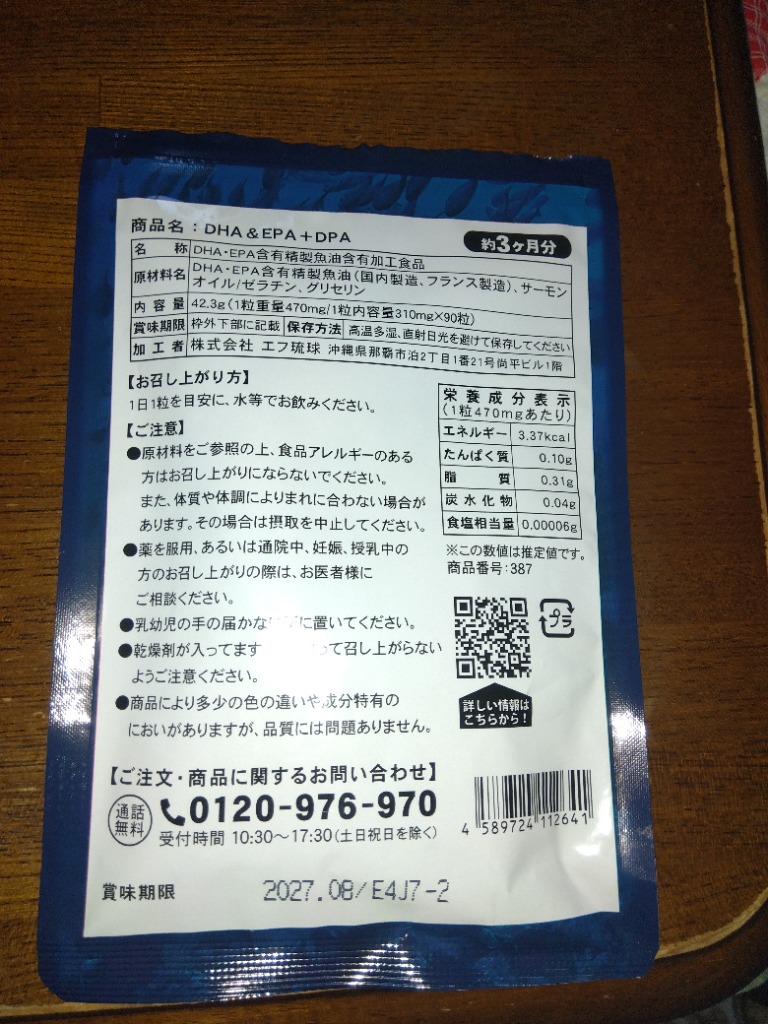 商品名：DHA＆EPA＋DPA
約3ヶ月分
名称 DHA・EPA含有精製魚油含有加工食品
原材料名 DHA・EPA含有精製魚油（国内製造、フランス製造）、サーモン
オイル/ゼラチン、グリセリン
内容量 42.3g（1粒重量470mg/1粒内容量310mg×90粒）
賞味期限 枠外下部に記載 保存方法 高温多湿、直射日光を避けて保存してください
加工者 株式会社 エフ琉球 沖縄県那覇市泊2丁目1番21号尚平ビル1階
【お召し上がり方】
1日1粒を目安に、水等でお飲みください。
【ご注意】
●原材料をご参照の上、食品アレルギーのある
方はお召し上がりにならないでください。
また、体質や体調によりまれに合わない場合が
あります。その場合は摂取を中止してください。
●薬を服用、あるいは通院中、妊娠、授乳中の
方のお召し上がりの際は、お医者様に
ご相談ください。
●乳幼児の手の届かな に置いてください。
●乾燥剤が入ってます って召し上がらない
ようご注意ください。
●商品により多少の色の違いや成分特有の
においがありますが、品質には問題ありません。
栄養成分表示
（1粒470mgあたり）
エネルギー 3.37kcal
たんぱく質 0.10g
脂質 0.31g
炭水化物 0.04g
食塩相当量 0.00006g
※この数値は推定値です。
商品番号：387
プラ
詳しい情報は
こちらから！
【ご注文・商品に関するお問い合わせ】
通話
無料
0120-976-970
受付時間 10:30～17:30（土日祝日を除く）
4 589724 112641
賞味期限 2027.08/E4J7-2